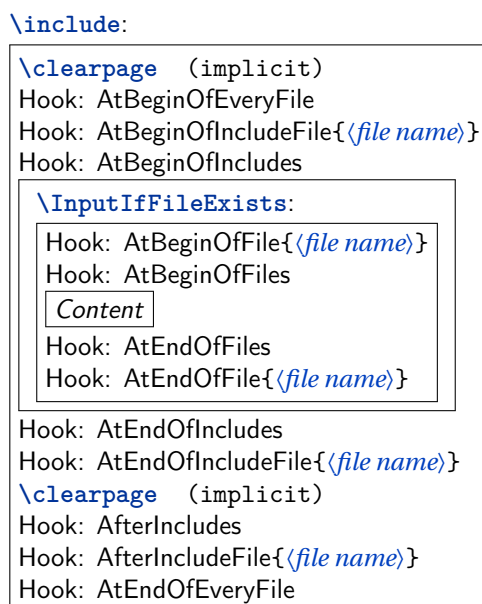 \include:
\clearpage (implicit)
Hook: AtBeginOfEveryFile
Hook: AtBeginOfIncludeFile{⟨file name⟩}
Hook: AtBeginOfIncludes
\InputIfFileExists:
Hook: AtBeginOfFile{⟨file name⟩}
Hook: AtBeginOfFiles
Content
Hook: AtEndOfFiles
Hook: AtEndOfFile{⟨file name⟩}
Hook: AtEndOfIncludes
Hook: AtEndOfIncludeFile{⟨file name⟩}
\clearpage (implicit)
Hook: AfterIncludes
Hook: AfterIncludeFile{⟨file name⟩}
Hook: AtEndOfEveryFile